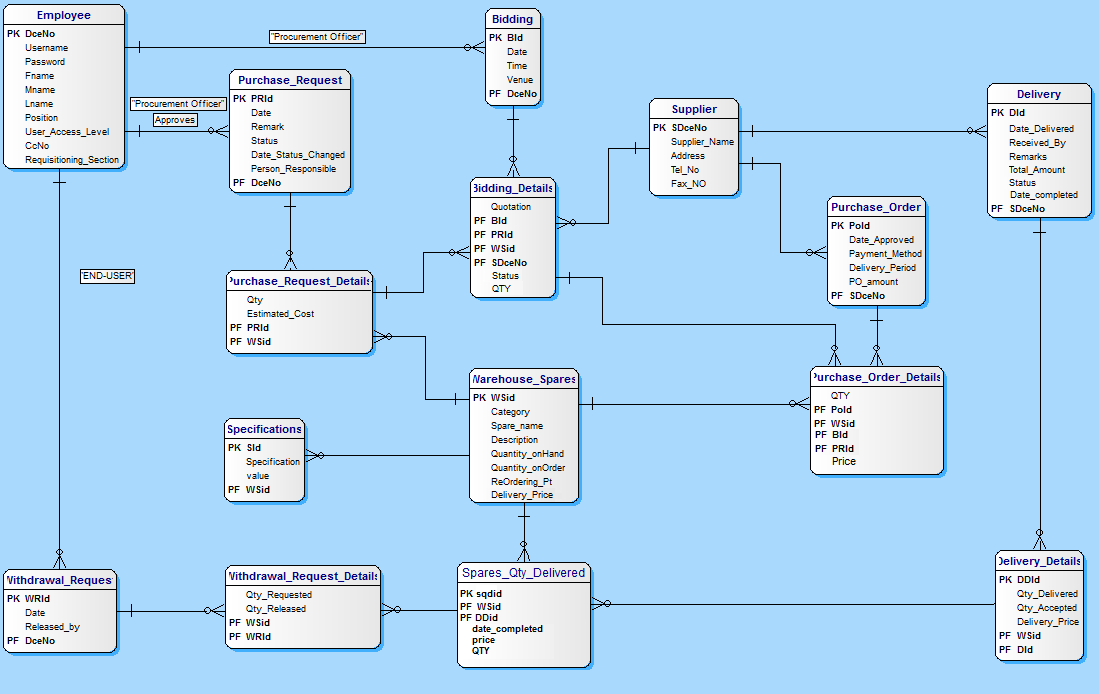 Employee
PK DceNo
Username
Password
Fname
Mname
Lname
Position
User_Access_Level
CcNo
Requisitioning_Section
"Procurement Officer"
Bidding
PK BId
Date
Time
Venue
PF DceNo
"Procurement Officer"
Approves
Purchase_Request
PK PRId
Date
Remark
Status
Date_Status_Changed
Person_Responsible
PF DceNo
Supplier
PK SDceNo
Supplier_Name
Address
Tel_No
Fax_NO
Delivery
PK DId
Date_Delivered
Received_By
Remarks
Total_Amount
Status
Date_completed
PF SDceNo
Bidding_Details
Quotation
PF BId
PF PRId
PF WSid
PF SDceNo
Status
QTY
Purchase_Order
PK PoId
Date_Approved
Payment_Method
Delivery_Period
PO_amount
PF SDceNo
'END-USER'
Purchase_Request_Details
Qty
Estimated_Cost
PF PRId
PF WSid
Warehouse_Spares
PK WSid
Category
Spare_name
Description
Quantity_onHand
Quantity_onOrder
ReOrdering_Pt
Delivery_Price
Purchase_Order_Details
QTY
PF PoId
PF WSid
PF BId
PF PRId
Price
Specifications
PK SId
Specification
value
PF WSid
Withdrawal_Reques
PK WRId
Date
Released_by
PF DceNo
Withdrawal_Request_Details
Qty_Requested
Qty_Released
PF WSid
PF WRId
Spares_Qty_Delivered
PK sqdid
PF WSid
PF DDid
date_completed
price
QTY
Delivery_Details
PK DDId
Qty_Delivered
Qty_Accepted
Delivery_Price
PF WSid
PF DId